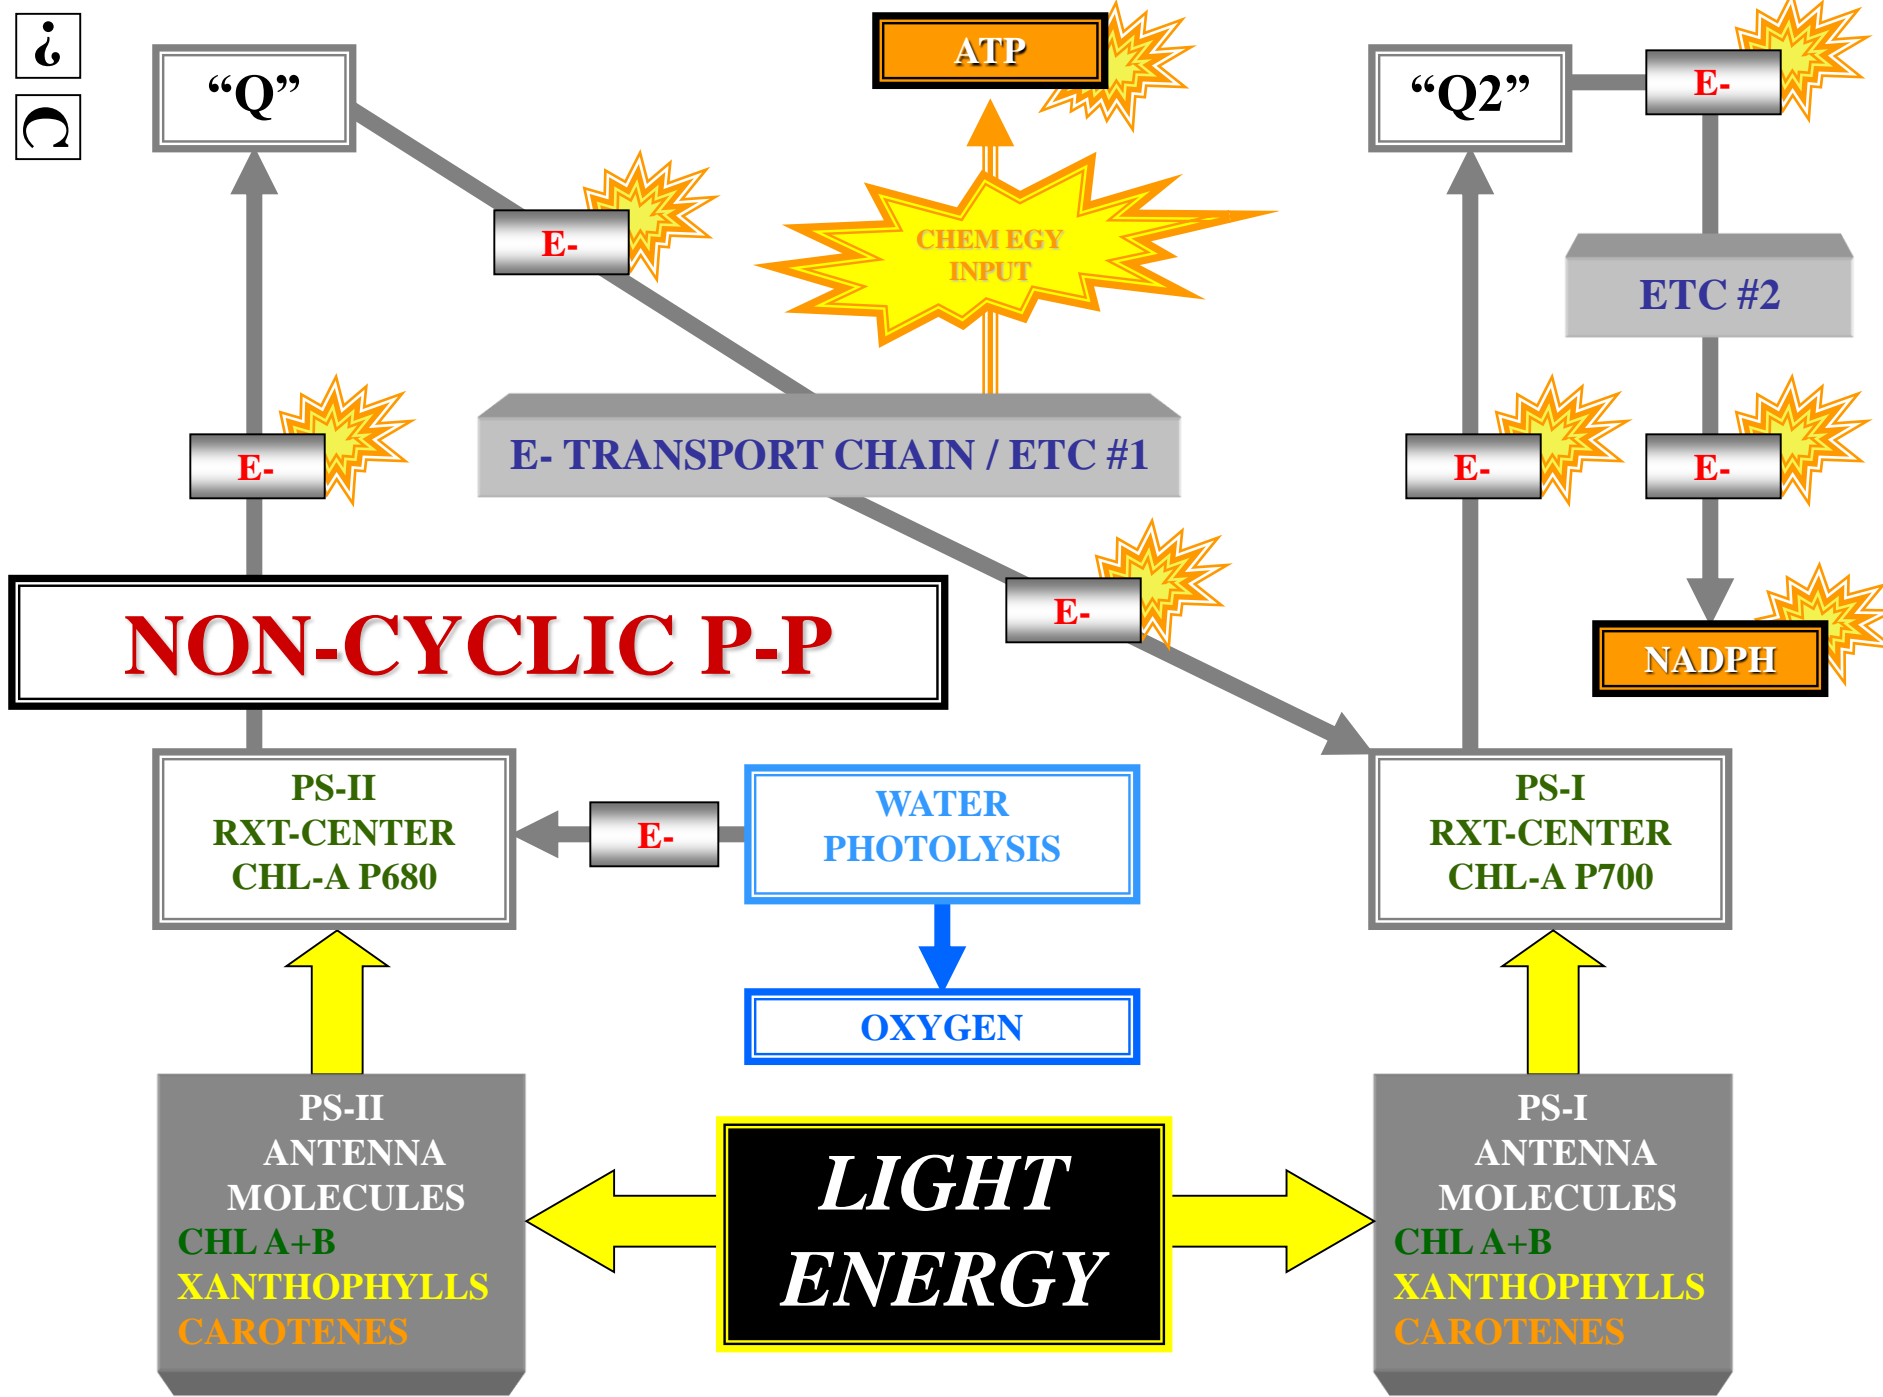 ?
C
“Q”
ATP
“Q2”
E-
E-
CHEM EGY
INPUT
ETC #2
E-
E- TRANSPORT CHAIN / ETC #1
E-
E-
E-
NON-CYCLIC P-P
NADPH
PS-II
RXT-CENTER
CHL-A P680
E-
WATER
PHOTOLYSIS
PS-I
RXT-CENTER
CHL-A P700
OXYGEN
PS-II
ANTENNA
MOLECULES
CHL A+B
XANTHOPHYLLS
CAROTENES
LIGHT
ENERGY
PS-I
ANTENNA
MOLECULES
CHL A+B
XANTHOPHYLLS
CAROTENES